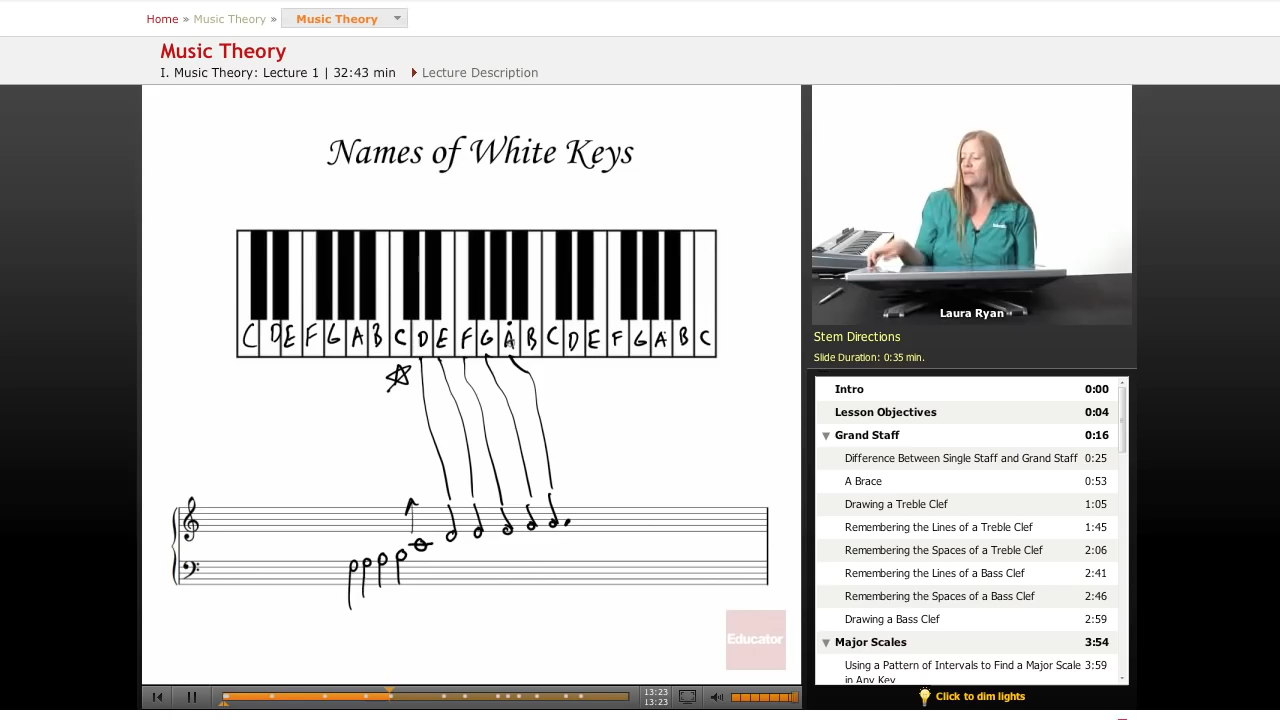 Home » Music Theory » Music Theory
Music Theory
I. Music Theory: Lecture 1 | 32:43 min Lecture Description
Names of White Keys
C D E F G A B C D E F G A B C D E F G A B C
Educator
13:23
13:23
Laura Ryan
Stem Directions
Slide Duration: 0:35 min.
Intro 0:00
Lesson Objectives 0:04
Grand Staff 0:16
Difference Between Single Staff and Grand Staff 0:25
A Brace 0:53
Drawing a Treble Clef 1:05
Remembering the Lines of a Treble Clef 1:45
Remembering the Spaces of a Treble Clef 2:06
Remembering the Lines of a Bass Clef 2:41
Remembering the Spaces of a Bass Clef 2:46
Drawing a Bass Clef 2:59
Major Scales 3:54
Using a Pattern of Intervals to Find a Major Scale 3:59
in Any Key
Click to dim lights